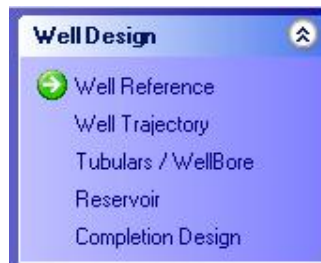 Well Design
Well Reference
Well Trajectory
Tubulars / WellBore
Reservoir
Completion Design